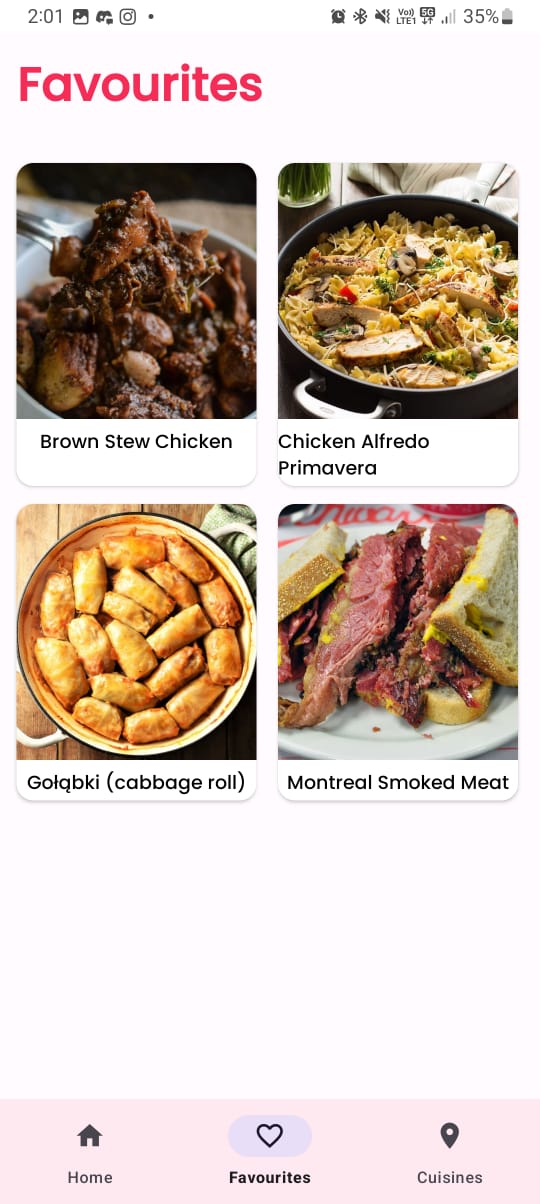 2:01 Vo)) LTE1 5G 35%
Favourites
Brown Stew Chicken
Chicken Alfredo
Primavera
Gołąbki (cabbage roll)
Montreal Smoked Meat
Home
Favourites
Cuisines